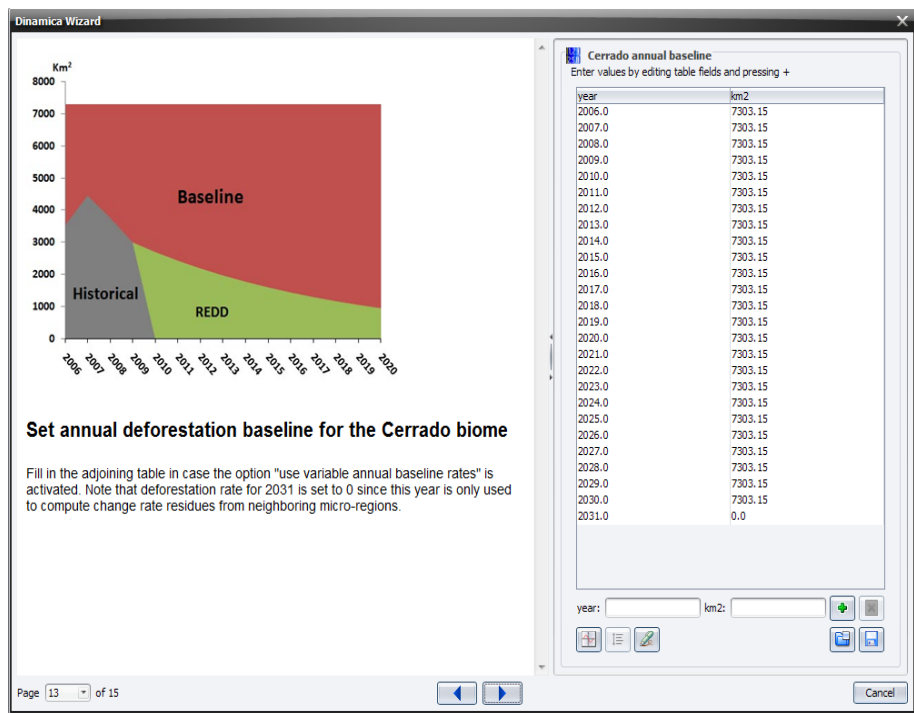 Dinamica Wizard
Km2
8000
7000
6000
5000
4000
3000
2000
1000
0
Baseline
Historical
REDD
2006 2007 2008 2009 2010 2011 2012 2013 2014 2015 2016 2017 2018 2019 2020
Set annual deforestation baseline for the Cerrado biome
Fill in the adjoining table in case the option "use variable annual baseline rates" is
activated. Note that deforestation rate for 2031 is set to 0 since this year is only used
to compute change rate residues from neighboring micro-regions.
Cerrado annual baseline
Enter values by editing table fields and pressing +
year km2
2006.0 7303.15
2007.0 7303.15
2008.0 7303.15
2009.0 7303.15
2010.0 7303.15
2011.0 7303.15
2012.0 7303.15
2013.0 7303.15
2014.0 7303.15
2015.0 7303.15
2016.0 7303.15
2017.0 7303.15
2018.0 7303.15
2019.0 7303.15
2020.0 7303.15
2021.0 7303.15
2022.0 7303.15
2023.0 7303.15
2024.0 7303.15
2025.0 7303.15
2026.0 7303.15
2027.0 7303.15
2028.0 7303.15
2029.0 7303.15
2030.0 7303.15
2031.0 0.0
year: km2:
Page 13 of 15
Cancel